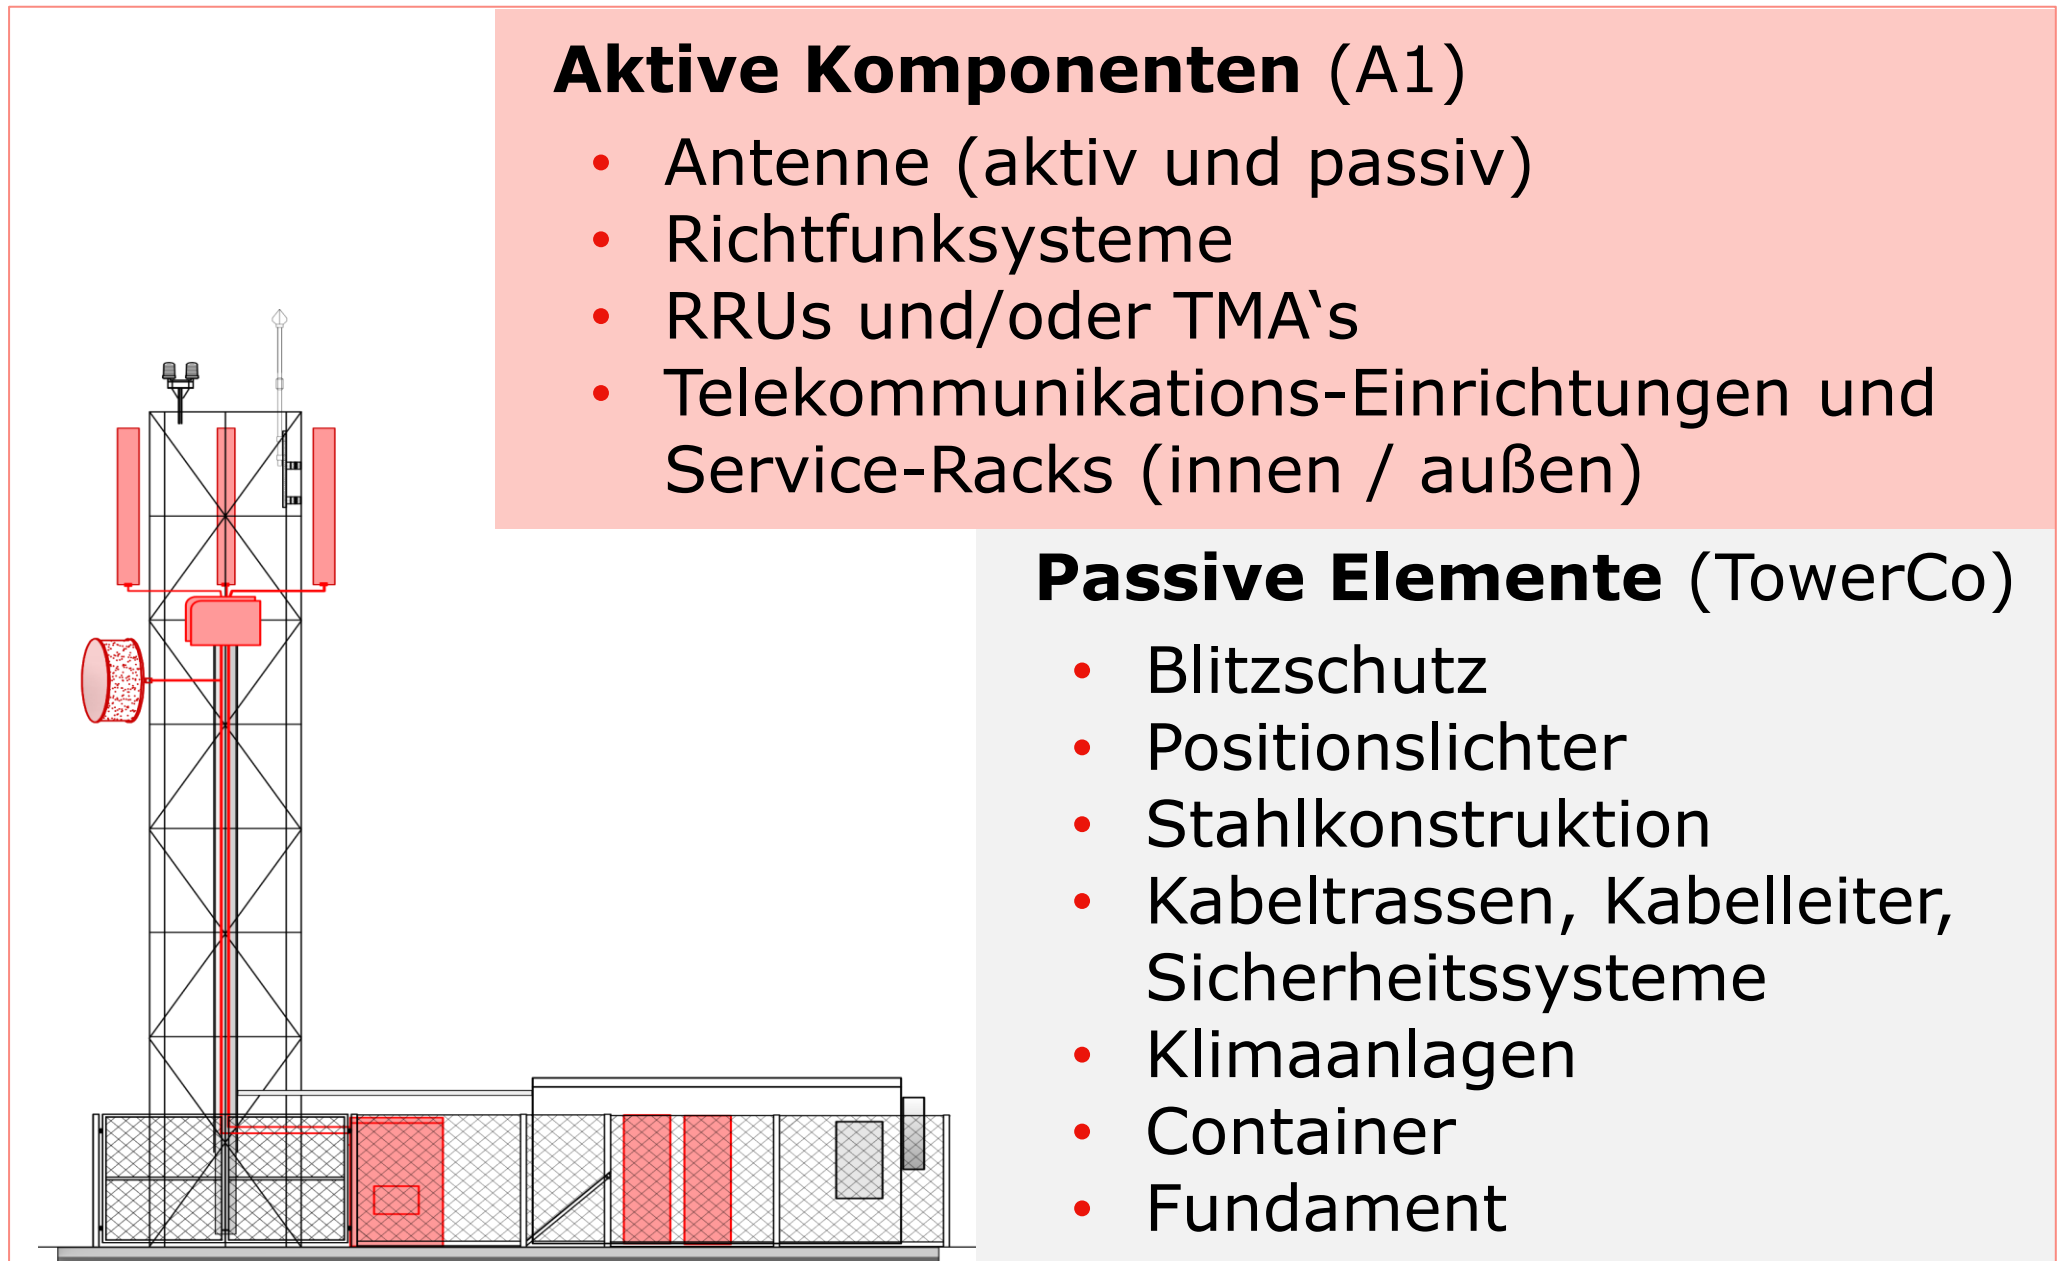 Aktive Komponenten (A1)
• Antenne (aktiv und passiv)
• Richtfunksysteme
• RRUs und/oder TMA‘s
• Telekommunikations-Einrichtungen und
Service-Racks (innen / außen)
Passive Elemente (TowerCo)
• Blitzschutz
• Positionslichter
• Stahlkonstruktion
• Kabeltrassen, Kabelleiter,
Sicherheitssysteme
• Klimaanlagen
• Container
• Fundament